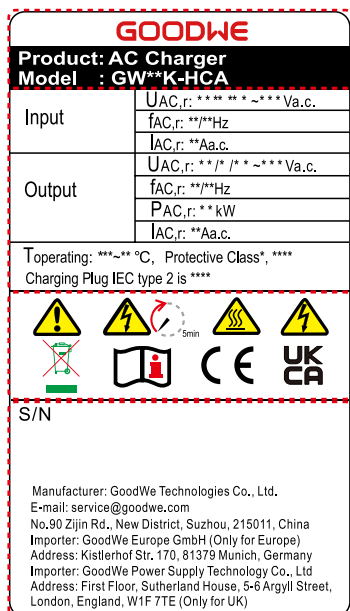 GOODWE
Product: AC Charger
Model : GW**K-HCA
Input
UAC,r: * * ** ** * ~* * * Va.c.
fAC,r: **/**Hz
IAC,r: **Aa.c.
Output
UAC,r: * * /* /* * ~* * * Va.c.
fAC,r: **/**Hz
PAC,r: * * kW
IAC,r: **Aa.c.
Toperating: ***~** °C, Protective Class*, ****
Charging Plug IEC type 2 is ****
5min
CE
UK
CA
S/N
Manufacturer: GoodWe Technologies Co., Ltd.
E-mail: service@goodwe.com
No.90 Zijin Rd., New District, Suzhou, 215011, China
Importer: GoodWe Europe GmbH (Only for Europe)
Address: Kistlerhof Str. 170, 81379 Munich, Germany
Importer: GoodWe Power Supply Technology Co., Ltd
Address: First Floor, Sutherland House, 5-6 Argyll Street,
London, England, W1F 7TE (Only for UK)